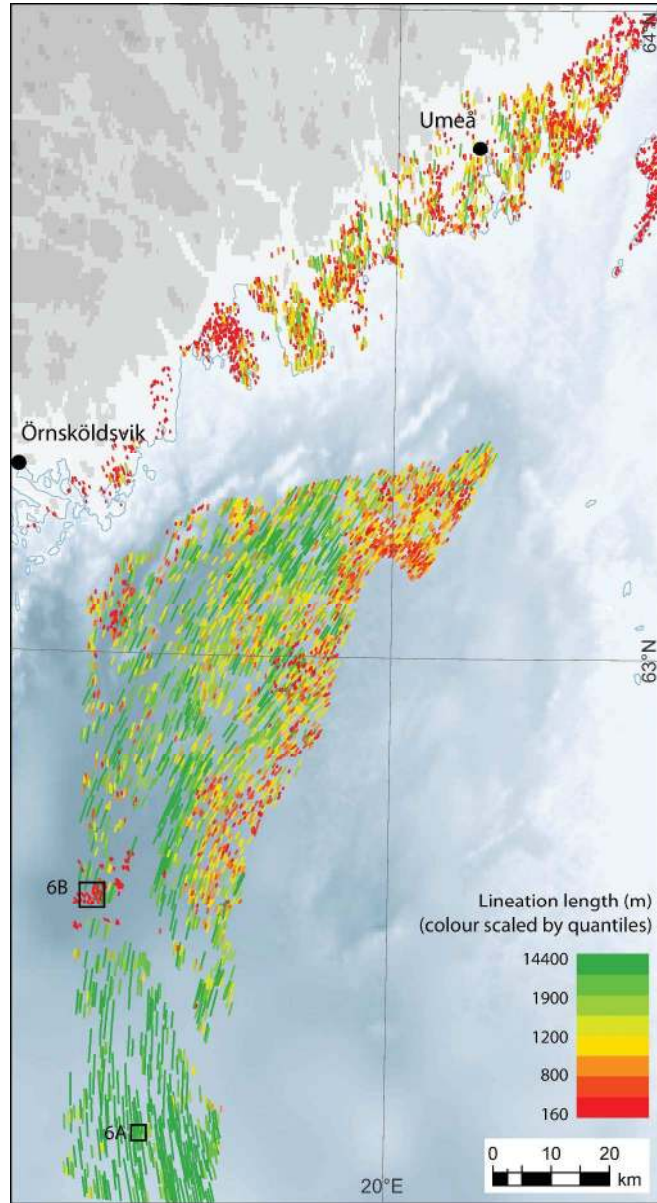 64°N
Umeå
Örnsköldsvik
63°N
6B
Lineation length (m)
(colour scaled by quantiles)
14400
1900
1200
800
160
6A
0 10 20
km
20°E